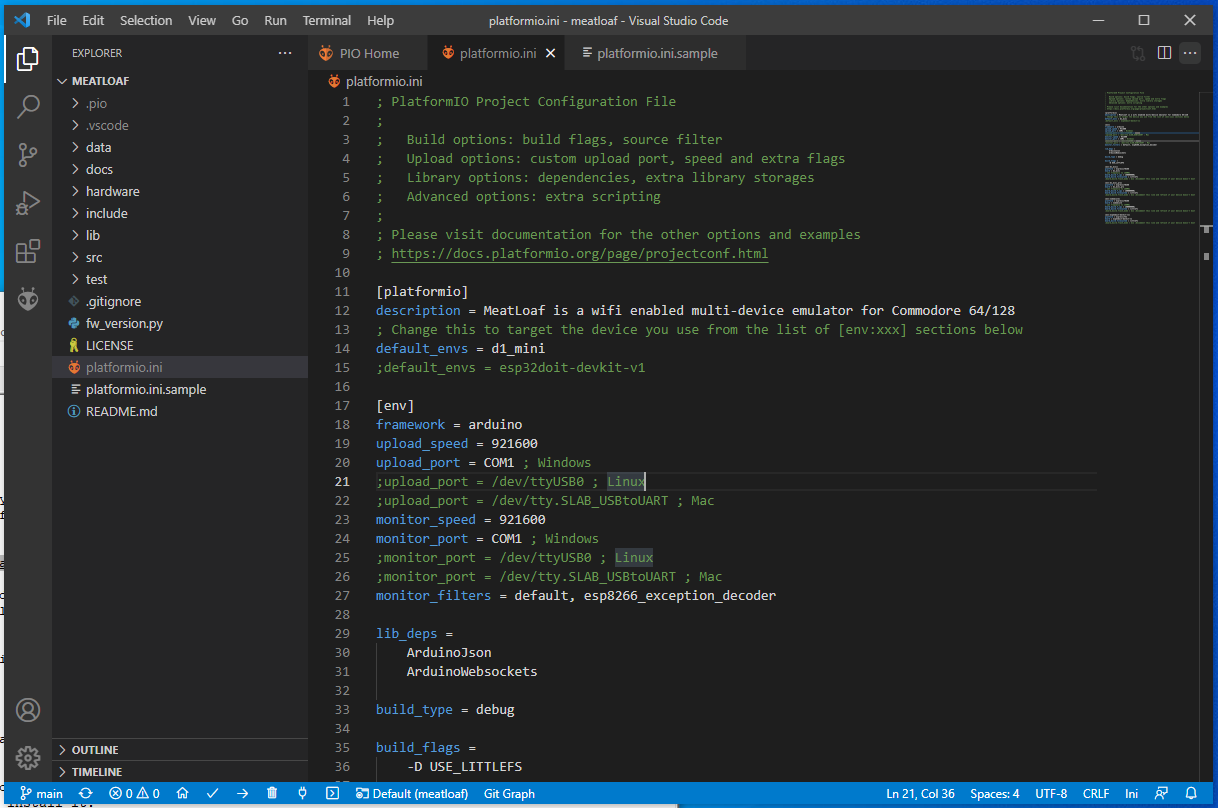 File Edit Selection View Go Run Terminal Help platformio.ini - meatloaf - Visual Studio Code
EXPLORER
PIO Home platformio.ini platformio.ini.sample
MEATLOAF
.pio
.vscode
data
docs
hardware
include
lib
src
test
.gitignore
fw_version.py
LICENSE
platformio.ini
platformio.ini.sample
README.md
OUTLINE
TIMELINE
platformio.ini
1 ; PlatformIO Project Configuration File
2 ;
3 ;   Build options: build flags, source filter
4 ;   Upload options: custom upload port, speed and extra flags
5 ;   Library options: dependencies, extra library storages
6 ;   Advanced options: extra scripting
7 ;
8 ; Please visit documentation for the other options and examples
9 ; https://docs.platformio.org/page/projectconf.html
10
11 [platformio]
12 description = MeatLoaf is a wifi enabled multi-device emulator for Commodore 64/128
13 ; Change this to target the device you use from the list of [env:xxx] sections below
14 default_envs = d1_mini
15 ;default_envs = esp32doit-devkit-v1
16
17 [env]
18 framework = arduino
19 upload_speed = 921600
20 upload_port = COM1 ; Windows
21 ;upload_port = /dev/ttyUSB0 ; Linux
22 ;upload_port = /dev/tty.SLAB_USBtoUART ; Mac
23 monitor_speed = 921600
24 monitor_port = COM1 ; Windows
25 ;monitor_port = /dev/ttyUSB0 ; Linux
26 ;monitor_port = /dev/tty.SLAB_USBtoUART ; Mac
27 monitor_filters = default, esp8266_exception_decoder
28
29 lib_deps =
30     ArduinoJson
31     ArduinoWebsockets
32
33 build_type = debug
34
35 build_flags =
36     -D USE_LITTLEFS
main 0 0 Default (meatloaf) Git Graph Ln 21, Col 36 Spaces: 4 UTF-8 CRLF Ini